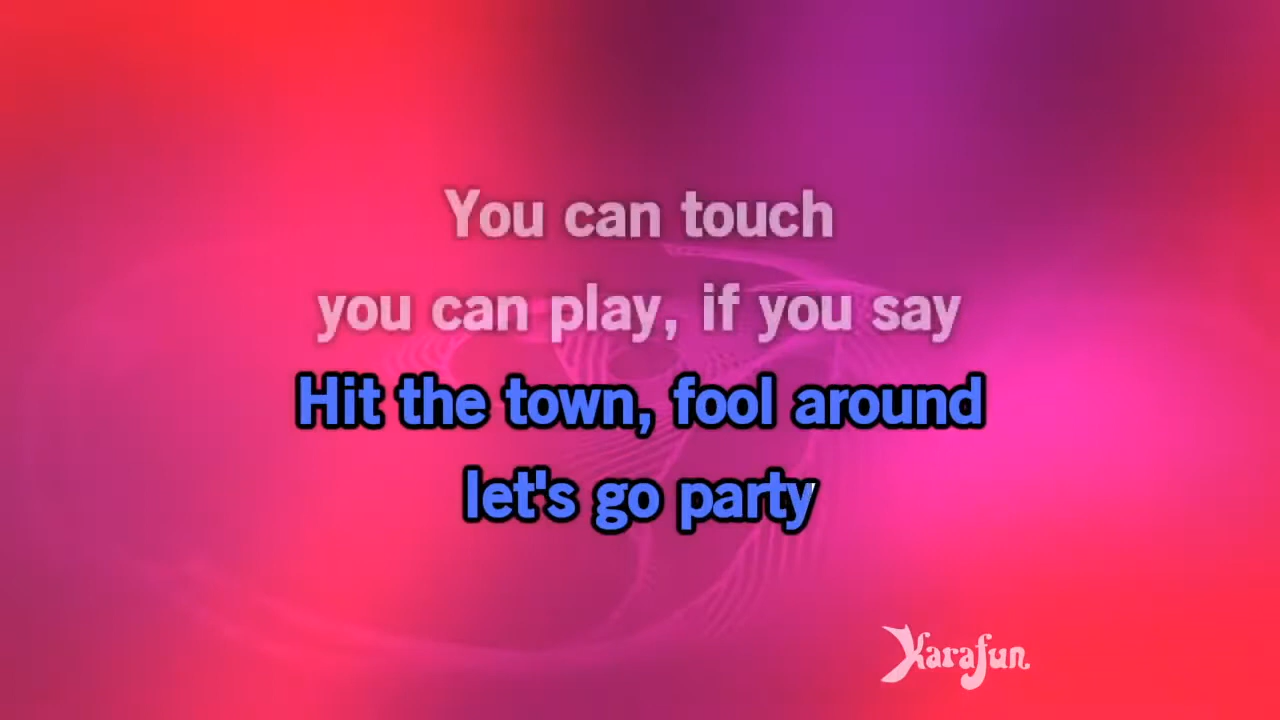 You can touch
you can play, if you say
Hit the town, fool around
let's go party
Karafun